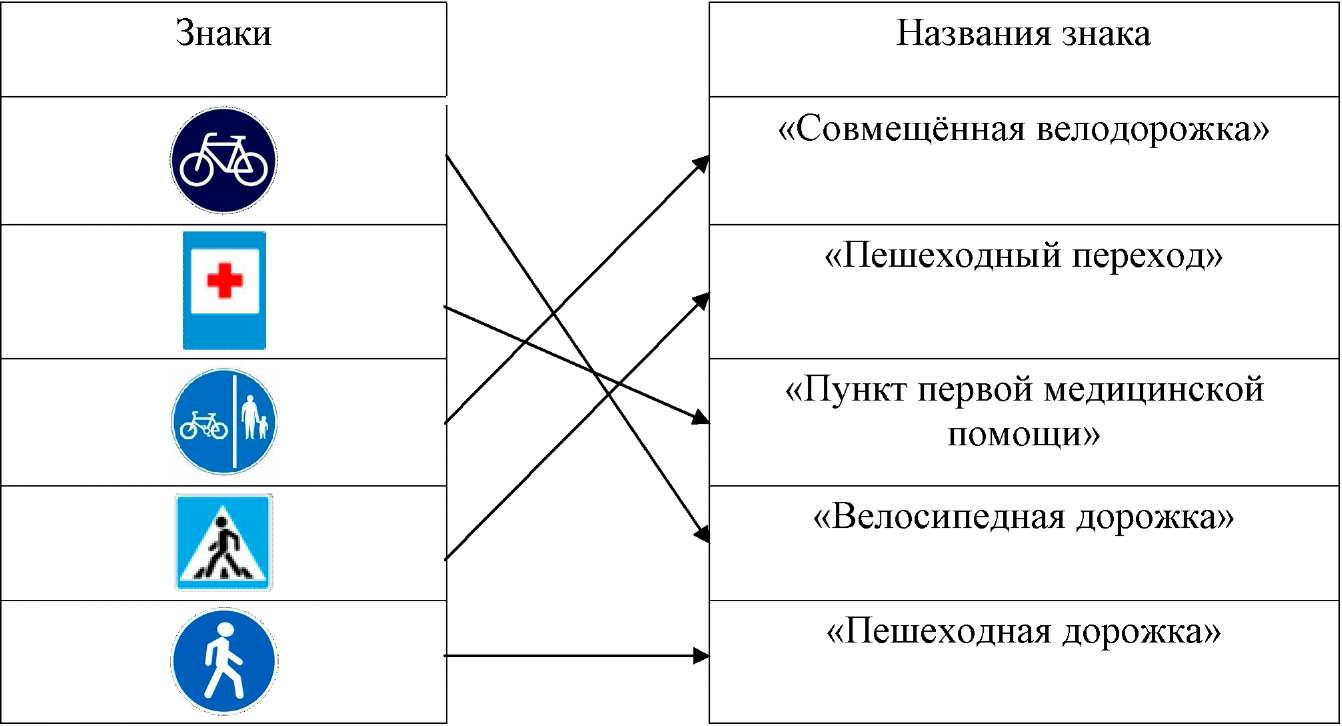 Знаки
Названия знака
«Совмещённая велодорожка»
«Пешеходный переход»
«Пункт первой медицинской
помощи»
«Велосипедная дорожка»
«Пешеходная дорожка»